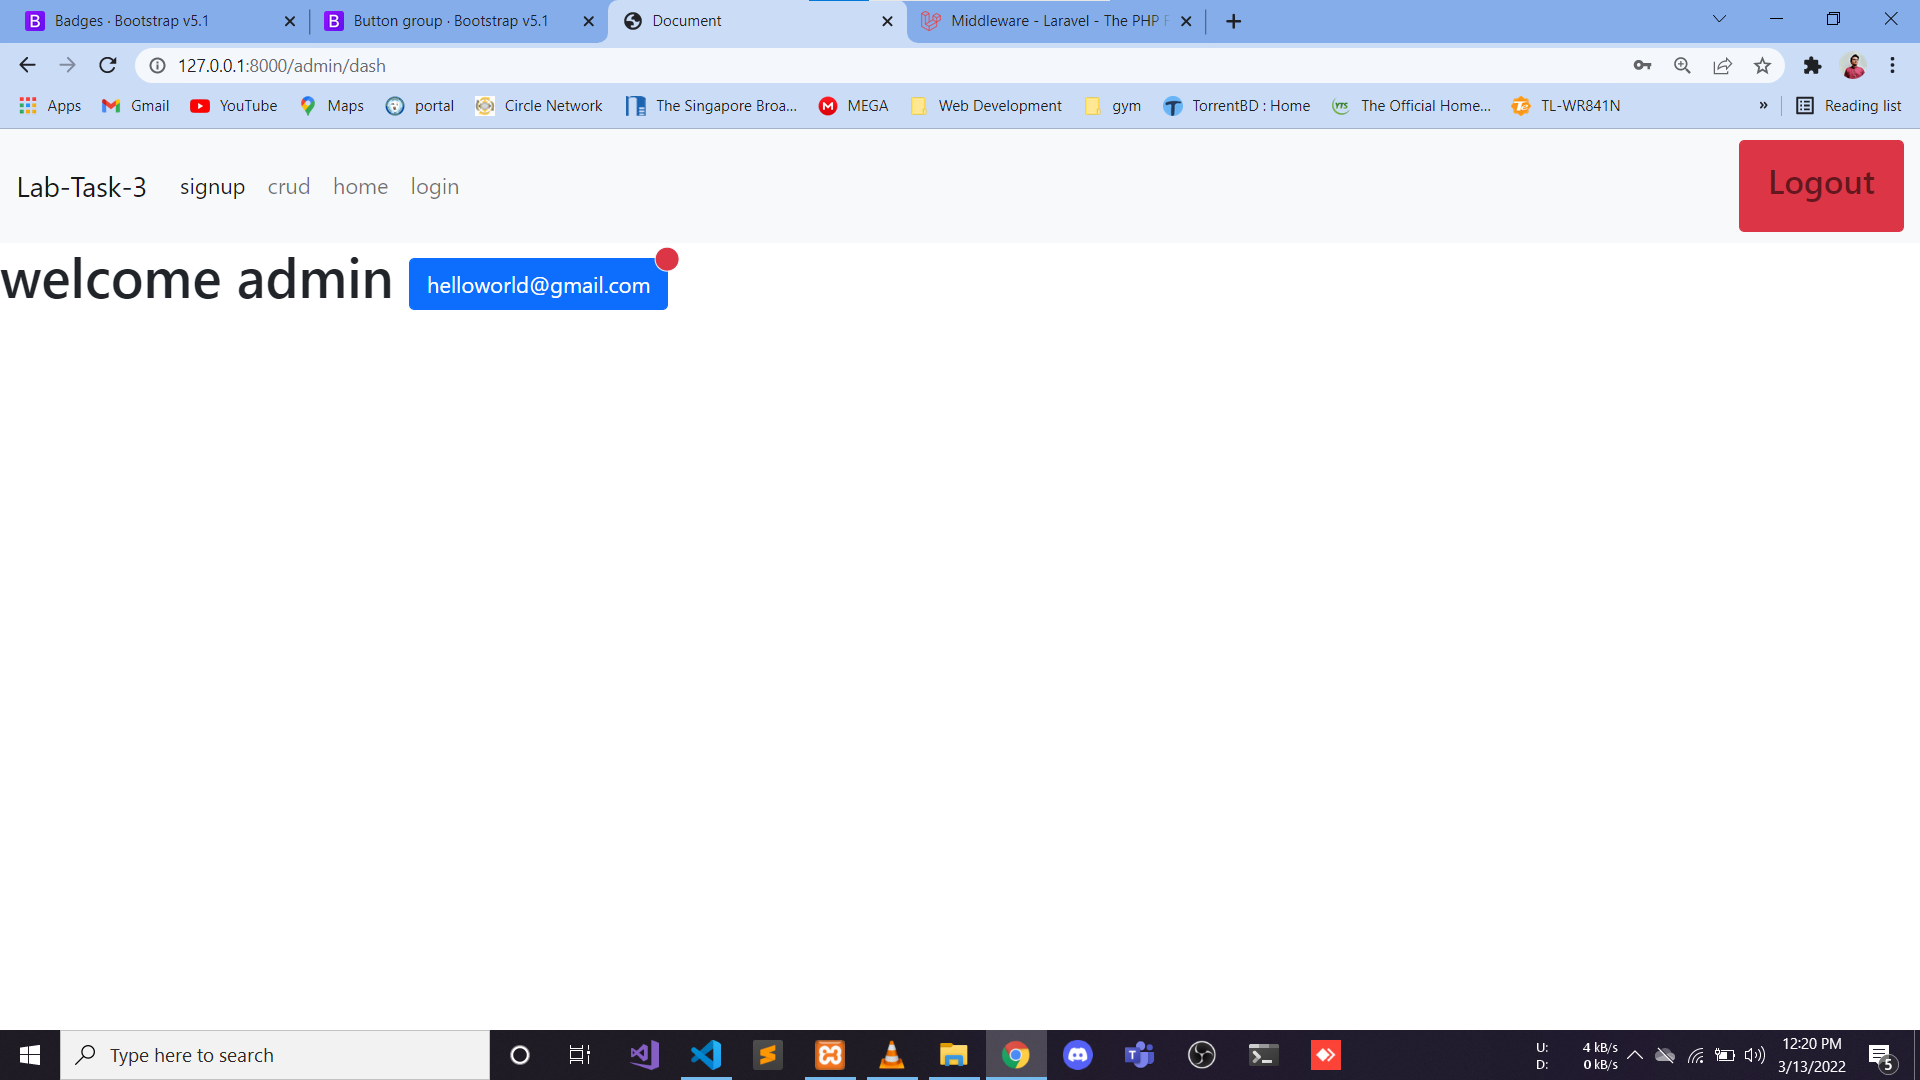 Badges · Bootstrap v5.1
Button group · Bootstrap v5.1
Document
Middleware - Laravel - The PHP F
127.0.0.1:8000/admin/dash
Apps
Gmail
YouTube
Maps
portal
Circle Network
The Singapore Broa...
MEGA
Web Development
gym
TorrentBD : Home
The Official Home...
TL-WR841N
»
Reading list
Lab-Task-3
signup
crud
home
login
Logout
welcome admin
helloworld@gmail.com
Type here to search
U: 4 kB/s
D: 0 kB/s
12:20 PM
3/13/2022
5